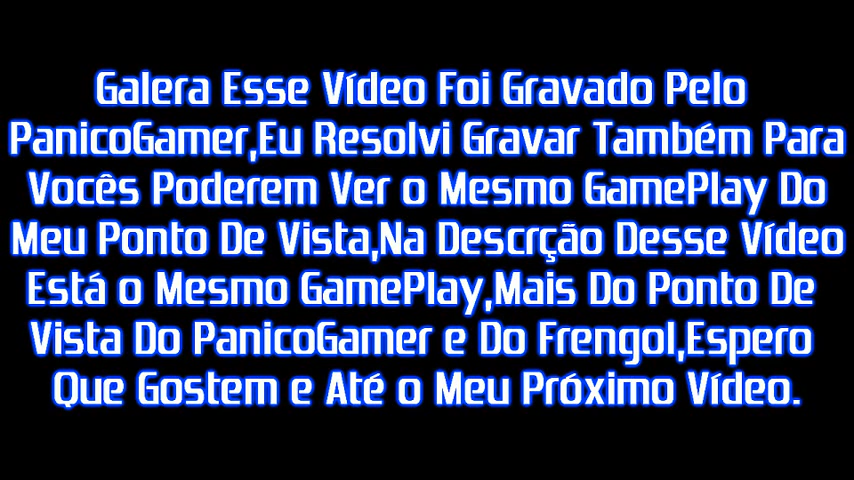 Galera Esse Vídeo Foi Gravado Pelo
PanicoGamer,Eu Resolvi Gravar Também Para
Vocês Poderem Ver o Mesmo GamePlay Do
Meu Ponto De Vista,Na Descrção Desse Vídeo
Está o Mesmo GamePlay,Mais Do Ponto De
Vista Do PanicoGamer e Do Frengol,Espero
Que Gostem e Até o Meu Próximo Vídeo.